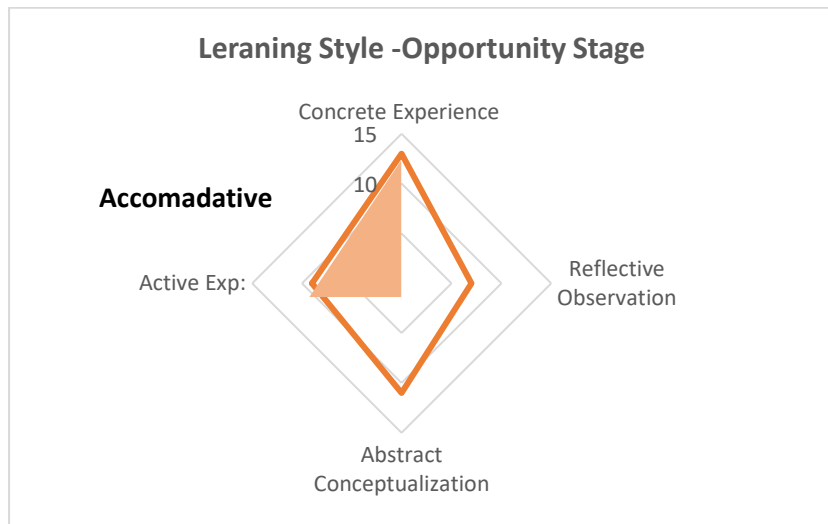 Leraning Style -Opportunity Stage
Concrete Experience
15
10
Accomadative
Active Exp:
Reflective
Observation
Abstract
Conceptualization